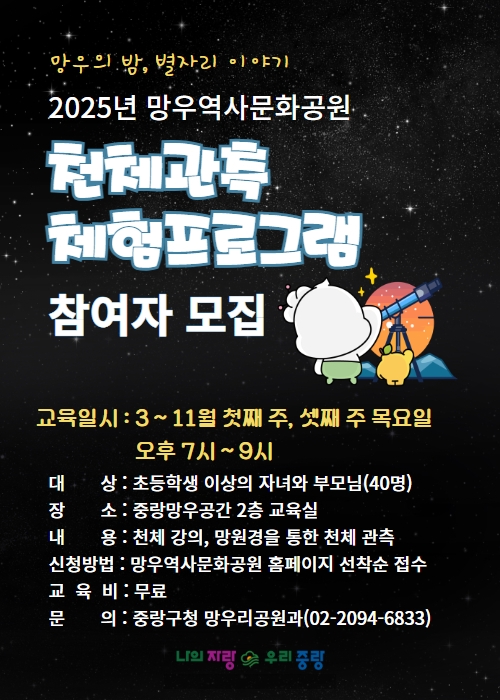 망우의 밤, 별자리 이야기
2025년 망우역사문화공원
천체관측
체험프로그램
참여자 모집
교육일시 : 3 ~ 11월 첫째 주, 셋째 주 목요일
오후 7시 ~ 9시
대 상 : 초등학생 이상의 자녀와 부모님(40명)
장 소 : 중랑망우공간 2층 교육실
내 용 : 천체 강의, 망원경을 통한 천체 관측
신청방법 : 망우역사문화공원 홈페이지 선착순 접수
교 육 비 : 무료
문 의 : 중랑구청 망우리공원과(02-2094-6833)
나의 자랑 우리 중랑